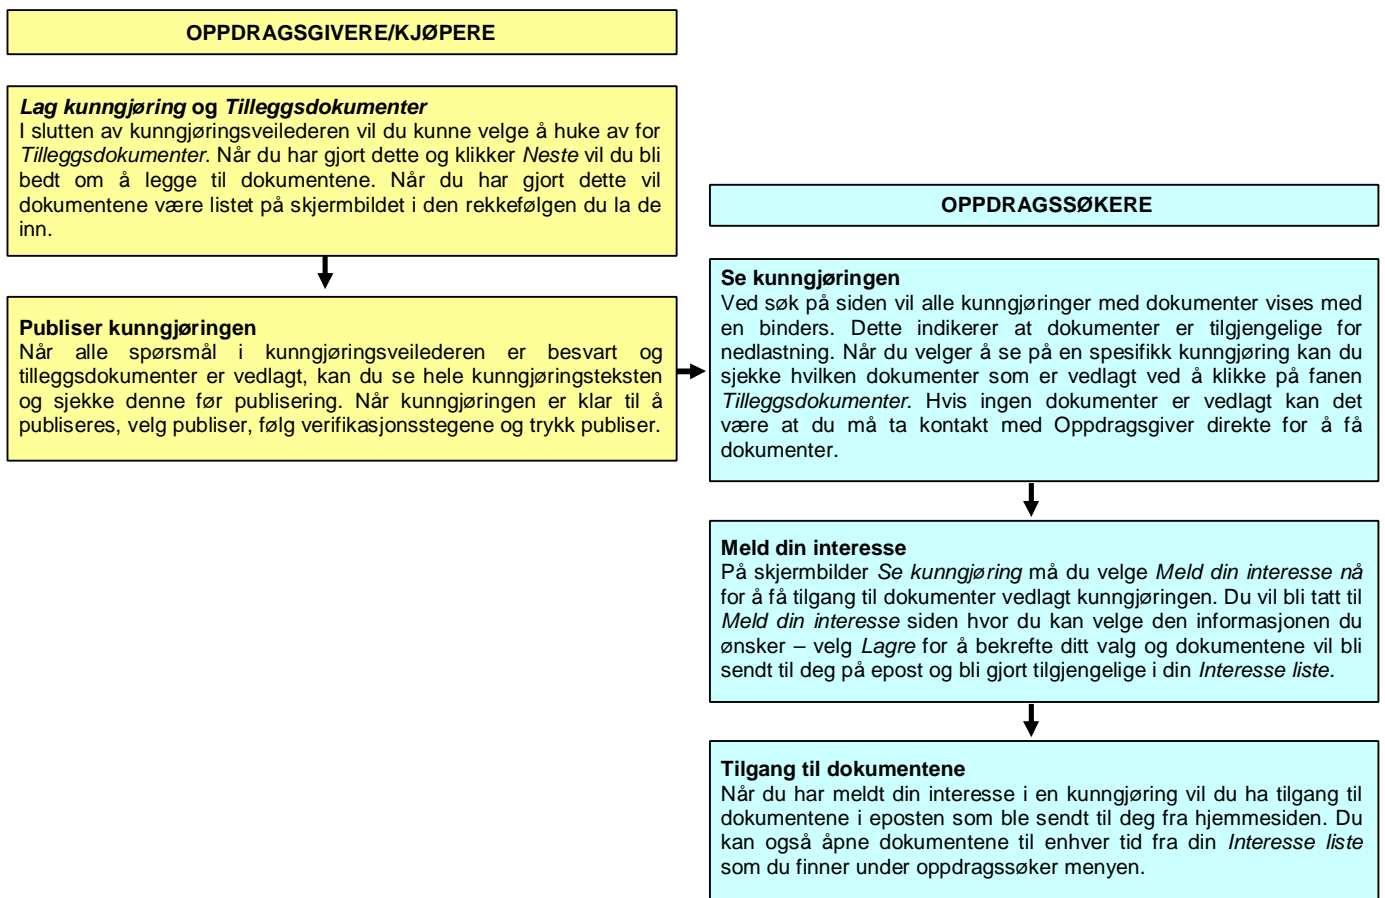 OPPDRAGSGIVERE/KJØPERE
Lag kunngjøring og Tilleggsdokumenter
I slutten av kunngjøringsveilederen vil du kunne velge å huke av for
Tilleggsdokumenter. Når du har gjort dette og klikker Neste vil du bli
bedt om å legge til dokumentene. Når du har gjort dette vil
dokumentene være listet på skjermbildet i den rekkefølgen du la de
inn.
Publiser kunngjøringen
Når alle spørsmål i kunngjøringsveilederen er besvart og
tilleggsdokumenter er vedlagt, kan du se hele kunngjøringsteksten
og sjekke denne før publisering. Når kunngjøringen er klar til å
publiseres, velg publiser, følg verifikasjonsstegene og trykk publiser.
OPPDRAGSSØKERE
Se kunngjøringen
Ved søk på siden vil alle kunngjøringer med dokumenter vises med
en binders. Dette indikerer at dokumenter er tilgjengelige for
nedlastning. Når du velger å se på en spesifikk kunngjøring kan du
sjekke hvilken dokumenter som er vedlagt ved å klikke på fanen
Tilleggsdokumenter. Hvis ingen dokumenter er vedlagt kan det
være at du må ta kontakt med Oppdragsgiver direkte for å få
dokumenter.
Meld din interesse
På skjermbilder Se kunngjøring må du velge Meld din interesse nå
for å få tilgang til dokumenter vedlagt kunngjøringen. Du vil bli tatt til
Meld din interesse siden hvor du kan velge den informasjonen du
ønsker – velg Lagre for å bekrefte ditt valg og dokumentene vil bli
sendt til deg på epost og bli gjort tilgjengelige i din Interesse liste.
Tilgang til dokumentene
Når du har meldt din interesse i en kunngjøring vil du ha tilgang til
dokumentene i eposten som ble sendt til deg fra hjemmesiden. Du
kan også åpne dokumentene til enhver tid fra din Interesse liste
som du finner under oppdragssøker menyen.